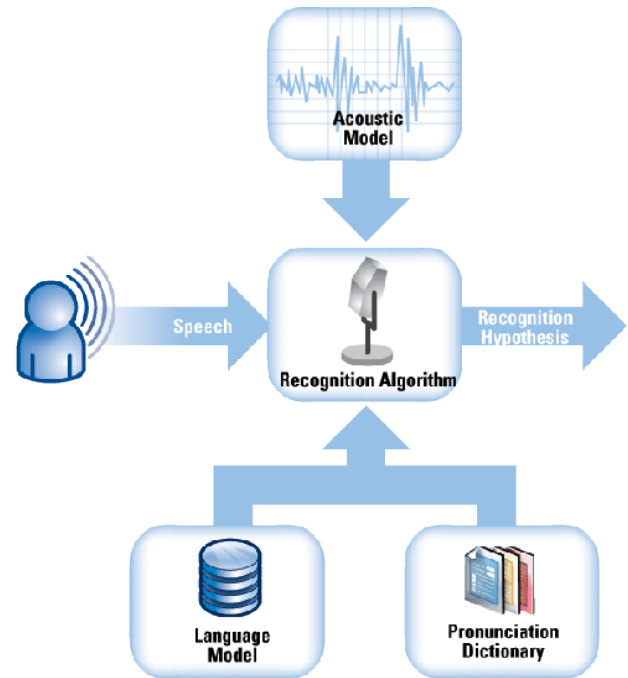 Acoustic
Model
Speech
Recognition
Hypothesis
Recognition Algorithm
Language
Model
Pronunciation
Dictionary